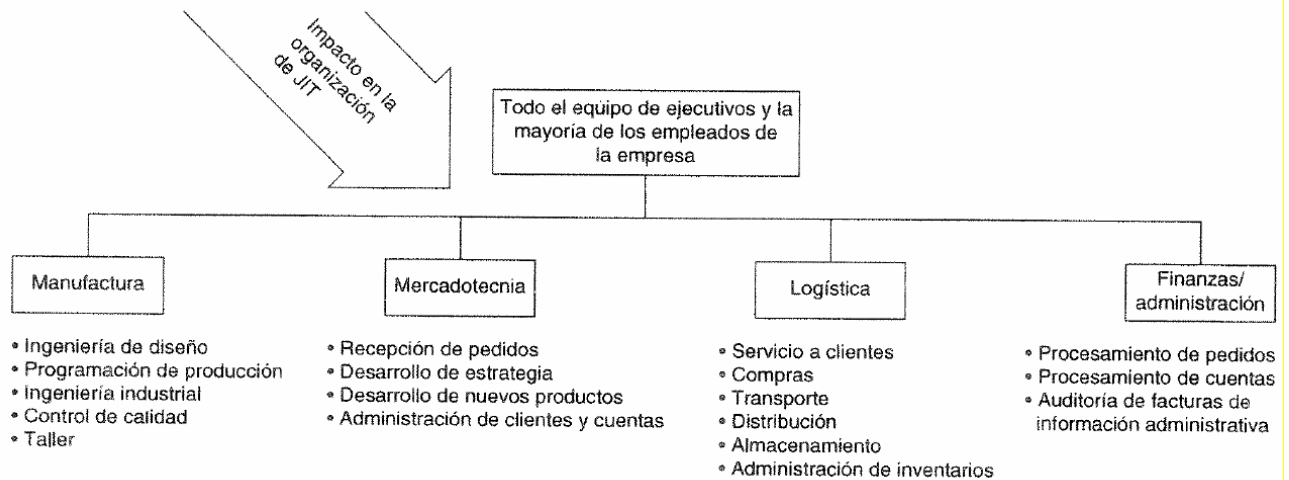 Impacto en la
organización
de JIT
Todo el equipo de ejecutivos y la
mayoría de los empleados de
la empresa
Manufactura
• Ingeniería de diseño
• Programación de producción
• Ingeniería industrial
• Control de calidad
• Taller
Mercadotecnia
• Recepción de pedidos
• Desarrollo de estrategia
• Desarrollo de nuevos productos
• Administración de clientes y cuentas
Logística
• Servicio a clientes
• Compras
• Transporte
• Distribución
• Almacenamiento
• Administración de inventarios
Finanzas/
administración
• Procesamiento de pedidos
• Procesamiento de cuentas
• Auditoría de facturas de
información administrativa